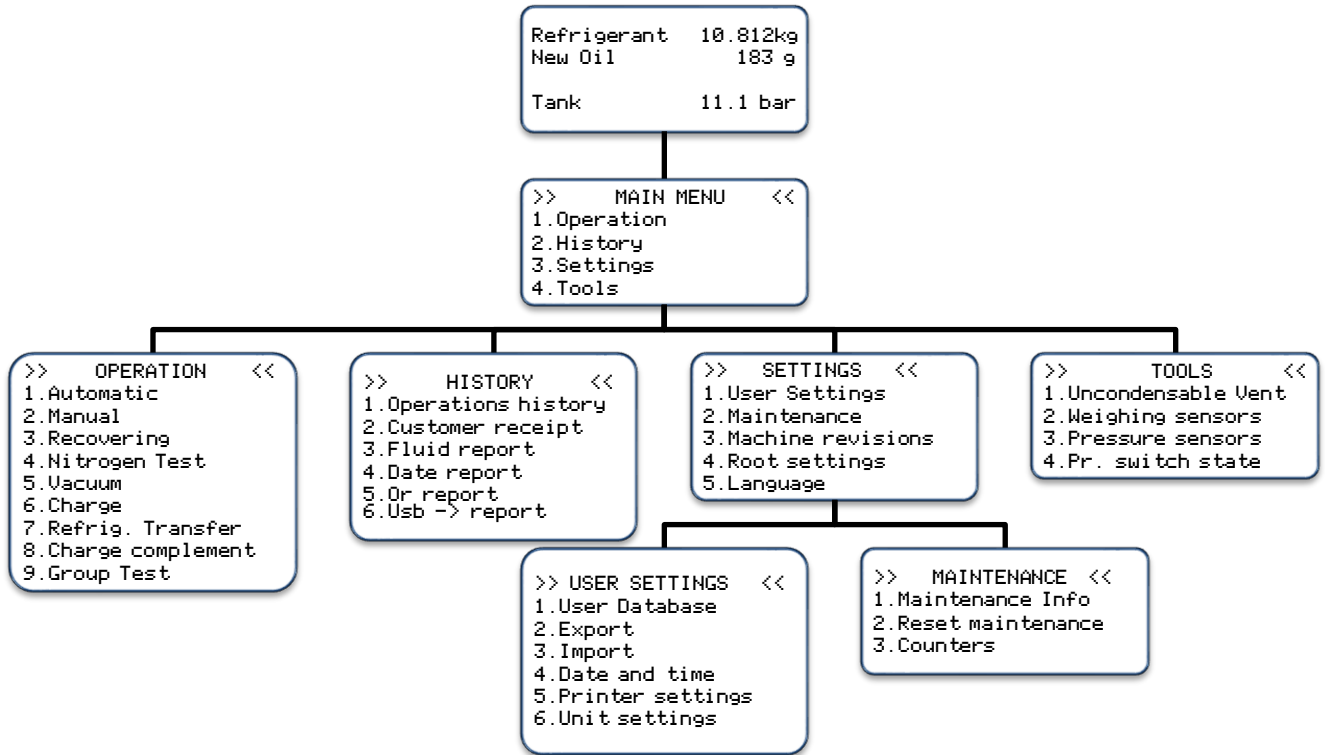 Refrigerant 10.812kg
New Oil 183 g
Tank 11.1 bar
>> MAIN MENU <<
1.Operation
2.History
3.Settings
4.Tools
>> OPERATION <<
1.Automatic
2.Manual
3.Recovering
4.Nitrogen Test
5.Vacuum
6.Charge
7.Refrig. Transfer
8.Charge complement
9.Group Test
>> HISTORY <<
1.Operations history
2.Customer receipt
3.Fluid report
4.Date report
5.Or report
6.Usb -> report
>> SETTINGS <<
1.User Settings
2.Maintenance
3.Machine revisions
4.Root settings
5.Language
>> TOOLS <<
1.Uncondensable Vent
2.Weighing sensors
3.Pressure sensors
4.Pr. switch state
>> USER SETTINGS <<
1.User Database
2.Export
3.Import
4.Date and time
5.Printer settings
6.Unit settings
>> MAINTENANCE <<
1.Maintenance Info
2.Reset maintenance
3.Counters